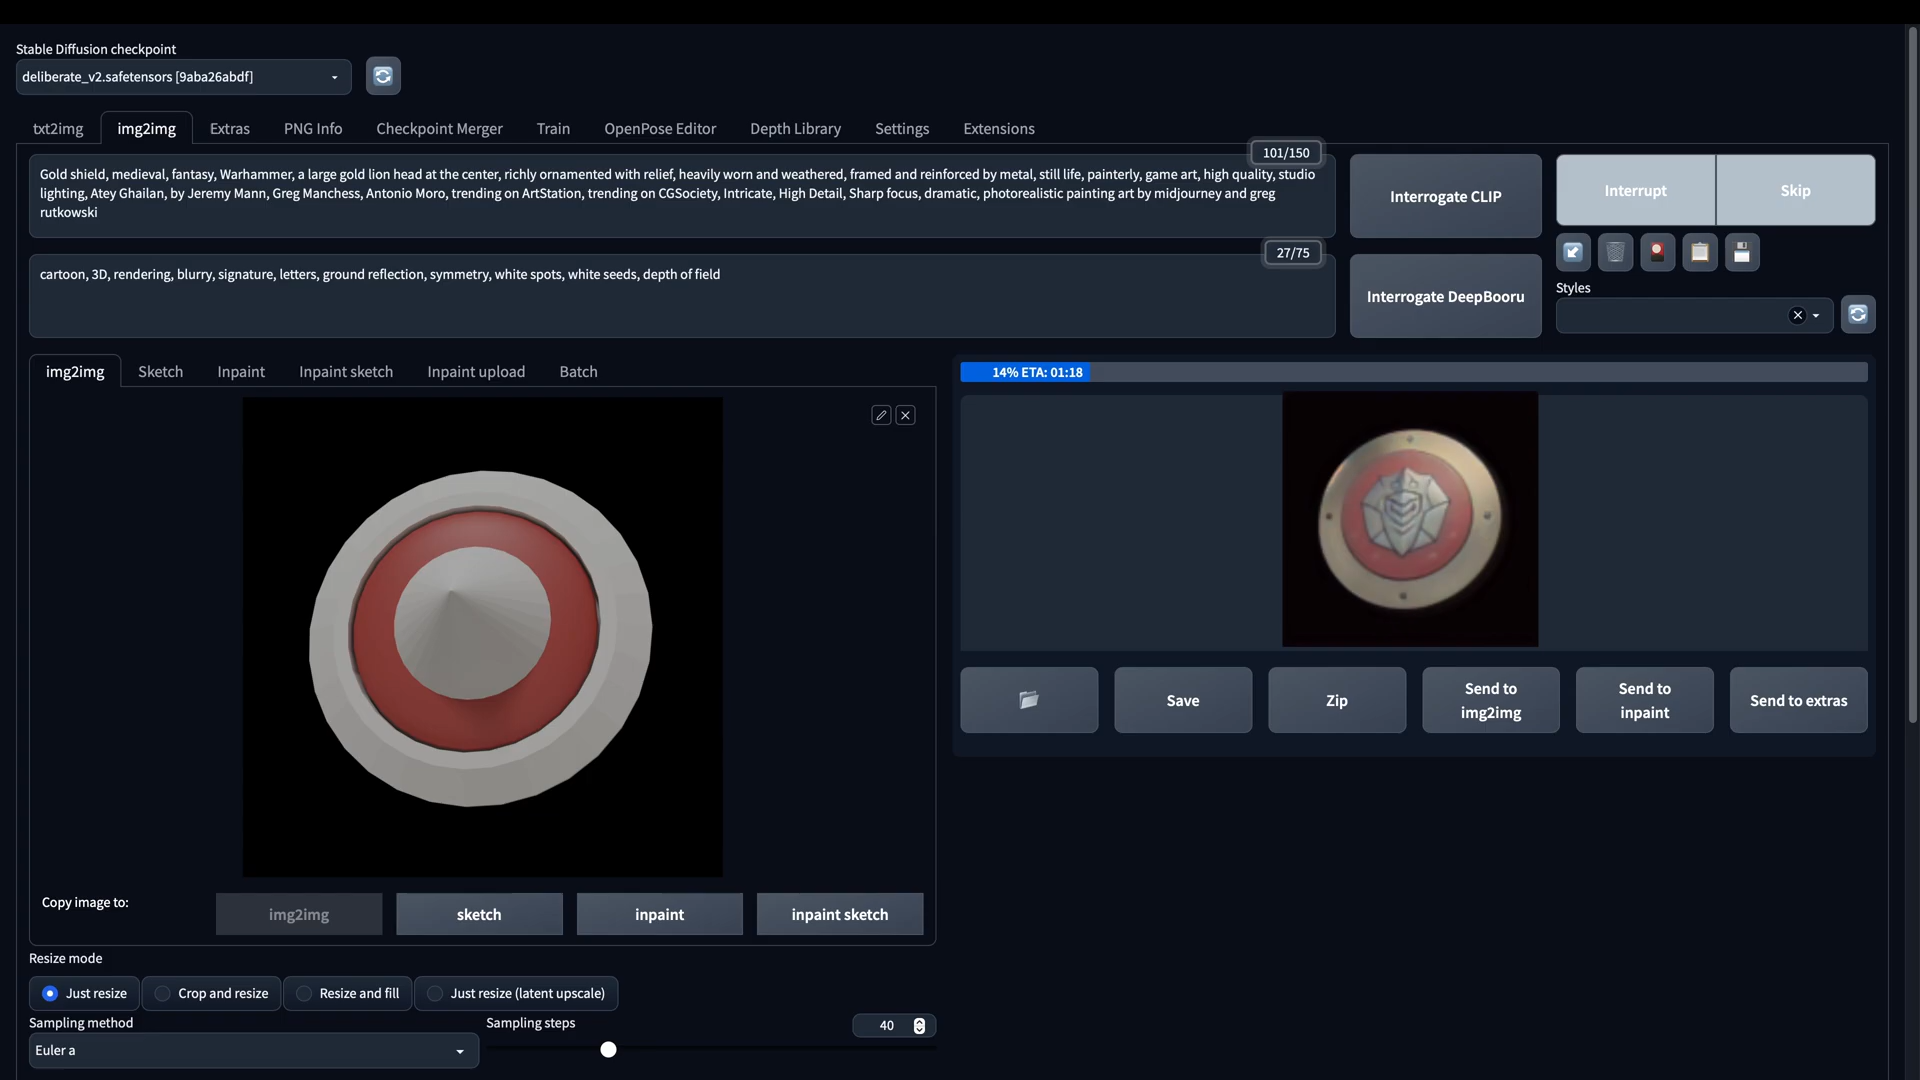 Stable Diffusion checkpoint
deliberate_v2.safetensors [9aba26abdf]
txt2img
img2img
Extras
PNG Info
Checkpoint Merger
Train
OpenPose Editor
Depth Library
Settings
Extensions
101/150
Gold shield, medieval, fantasy, Warhammer, a large gold lion head at the center, richly ornamented with relief, heavily worn and weathered, framed and reinforced by metal, still life, painterly, game art, high quality, studio
lighting, Atey Ghailan, by Jeremy Mann, Greg Manchess, Antonio Moro, trending on ArtStation, trending on CGSociety, Intricate, High Detail, Sharp focus, dramatic, photorealistic painting art by midjourney and greg
rutkowski
Interrogate CLIP
Interrupt
Skip
27/75
cartoon, 3D, rendering, blurry, signature, letters, ground reflection, symmetry, white spots, white seeds, depth of field
Interrogate DeepBooru
Styles
img2img
Sketch
Inpaint
Inpaint sketch
Inpaint upload
Batch
14% ETA: 01:18
Save
Zip
Send to
img2img
Send to
inpaint
Send to extras
Copy image to:
img2img
sketch
inpaint
inpaint sketch
Resize mode
Just resize
Crop and resize
Resize and fill
Just resize (latent upscale)
Sampling method
Euler a
Sampling steps
40